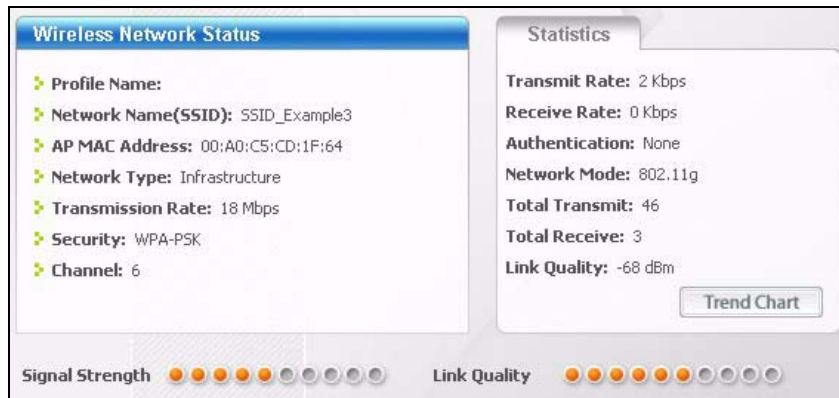 Wireless Network Status
Profile Name:
Network Name(SSID): SSID_Example3
AP MAC Address: 00:A0:C5:CD:1F:64
Network Type: Infrastructure
Transmission Rate: 18 Mbps
Security: WPA-PSK
Channel: 6
Statistics
Transmit Rate: 2 Kbps
Receive Rate: 0 Kbps
Authentication: None
Network Mode: 802.11g
Total Transmit: 46
Total Receive: 3
Link Quality: -68 dBm
Trend Chart
Signal Strength
Link Quality